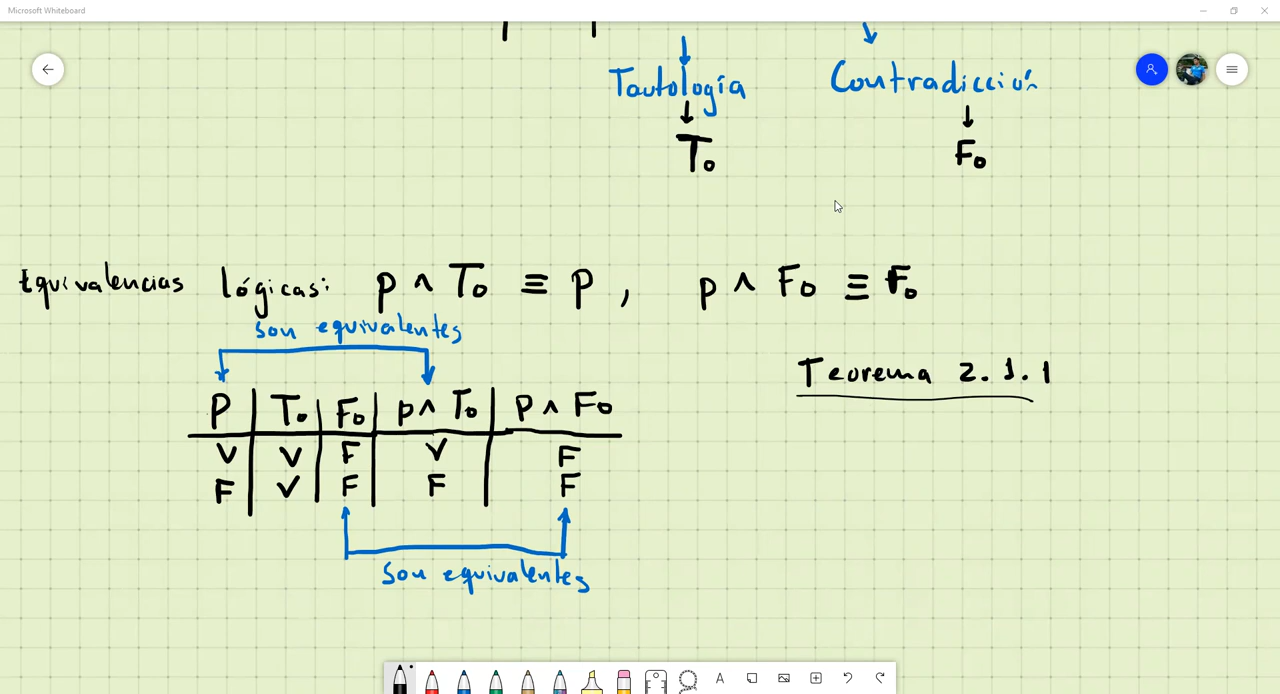 Microsoft Whiteboard
Tautología
Contradicción
↓
↓
T₀
F₀
Equivalencias lógicas: p ∧ T₀ ≡ p , p ∧ F₀ ≡ F₀
son equivalentes
Teorema 2.1.1
P | T₀ | F₀ | p ∧ T₀ | p ∧ F₀
V | V | F | V | F
F | V | F | F | F
son equivalentes
A